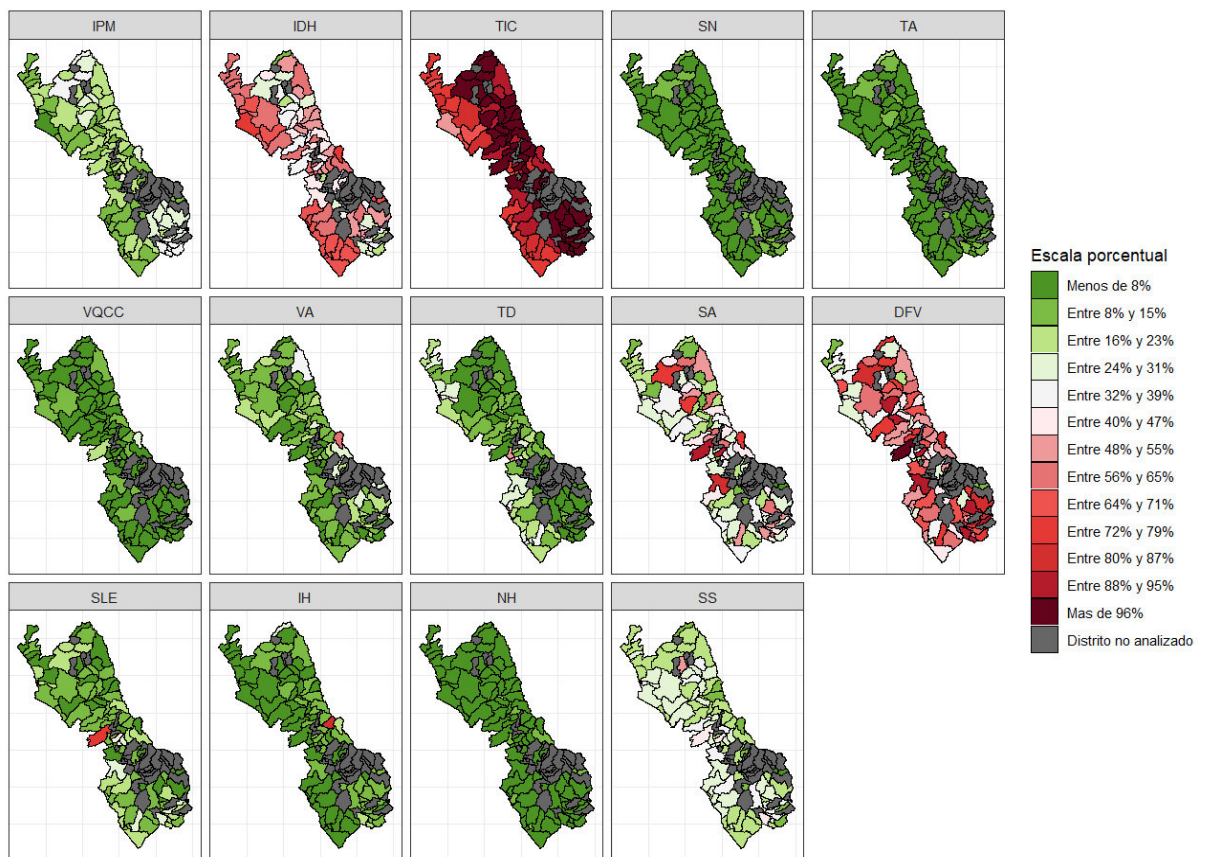 IPM
IDH
TIC
SN
TA
VQCC
VA
TD
SA
DFV
SLE
IH
NH
SS
Escala porcentual
Menos de 8%
Entre 8% y 15%
Entre 16% y 23%
Entre 24% y 31%
Entre 32% y 39%
Entre 40% y 47%
Entre 48% y 55%
Entre 56% y 65%
Entre 64% y 71%
Entre 72% y 79%
Entre 80% y 87%
Entre 88% y 95%
Mas de 96%
Distrito no analizado